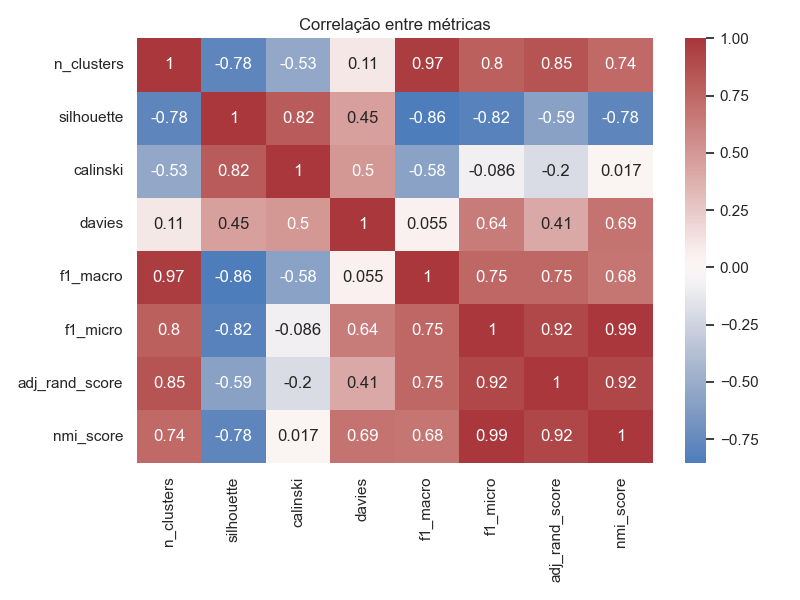 Correlação entre métricas
n_clusters 1 -0.78 -0.53 0.11 0.97 0.8 0.85 0.74
silhouette -0.78 1 0.82 0.45 -0.86 -0.82 -0.59 -0.78
calinski -0.53 0.82 1 0.5 -0.58 -0.086 -0.2 0.017
davies 0.11 0.45 0.5 1 0.055 0.64 0.41 0.69
f1_macro 0.97 -0.86 -0.58 0.055 1 0.75 0.75 0.68
f1_micro 0.8 -0.82 -0.086 0.64 0.75 1 0.92 0.99
adj_rand_score 0.85 -0.59 -0.2 0.41 0.75 0.92 1 0.92
nmi_score 0.74 -0.78 0.017 0.69 0.68 0.99 0.92 1
n_clusters silhouette calinski davies f1_macro f1_micro adj_rand_score nmi_score
1.00
0.75
0.50
0.25
0.00
−0.25
−0.50
−0.75